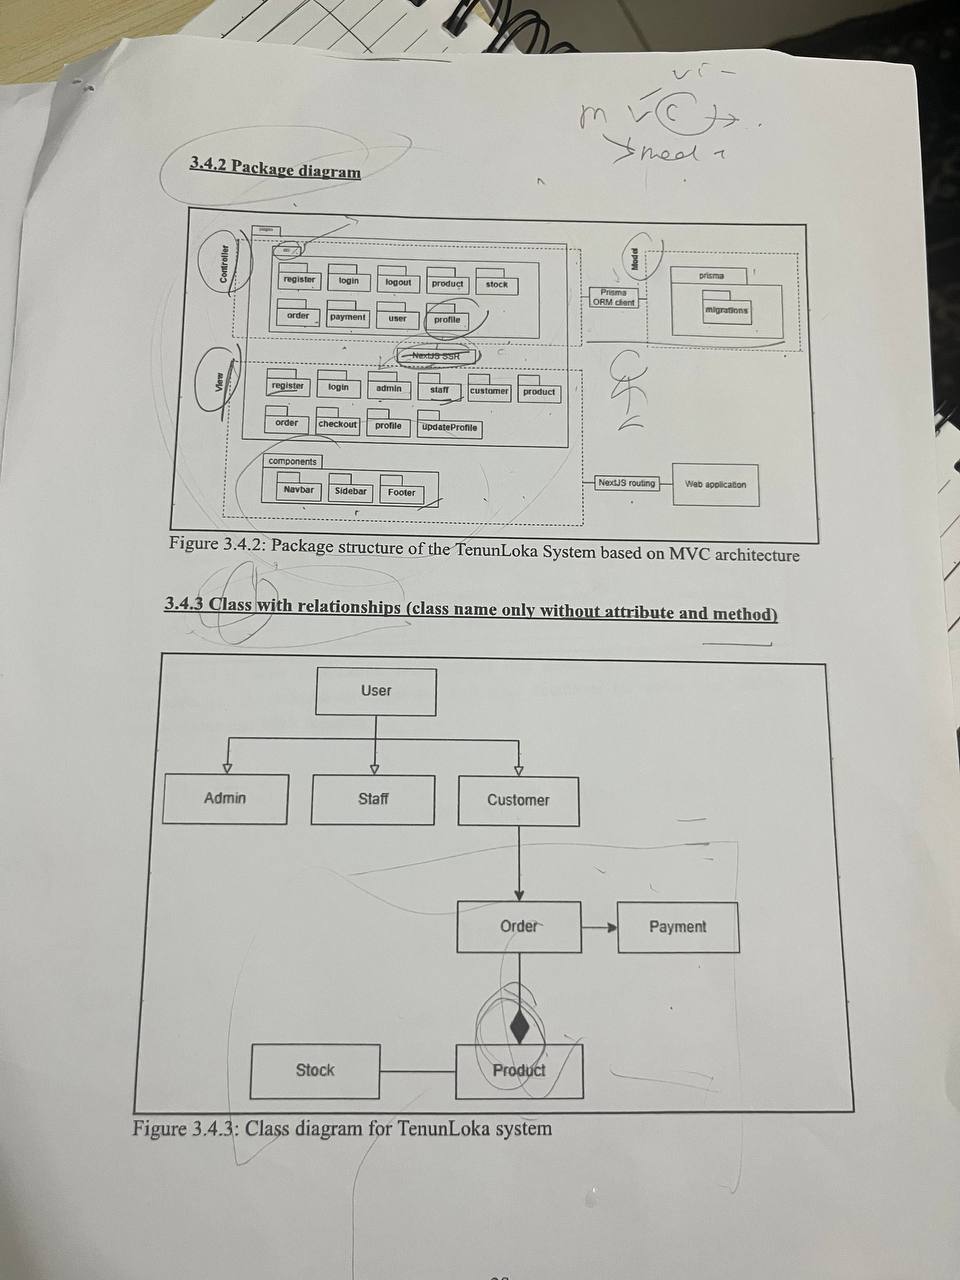 vi -
m v C
3.4.2 Package diagram
pages
Controller
register
login
logout
product
stock
order
payment
user
profile
Prisma
ORM client
Model
prisma
migrations
NextJS SSR
View
register
login
admin
staff
customer
product
order
checkout
profile
updateProfile
components
Navbar
Sidebar
Footer
NextJS routing
Web application
Figure 3.4.2: Package structure of the TenunLoka System based on MVC architecture
3.4.3 Class with relationships (class name only without attribute and method)
User
Admin
Staff
Customer
Order
Payment
Stock
Product
Figure 3.4.3: Class diagram for TenunLoka system